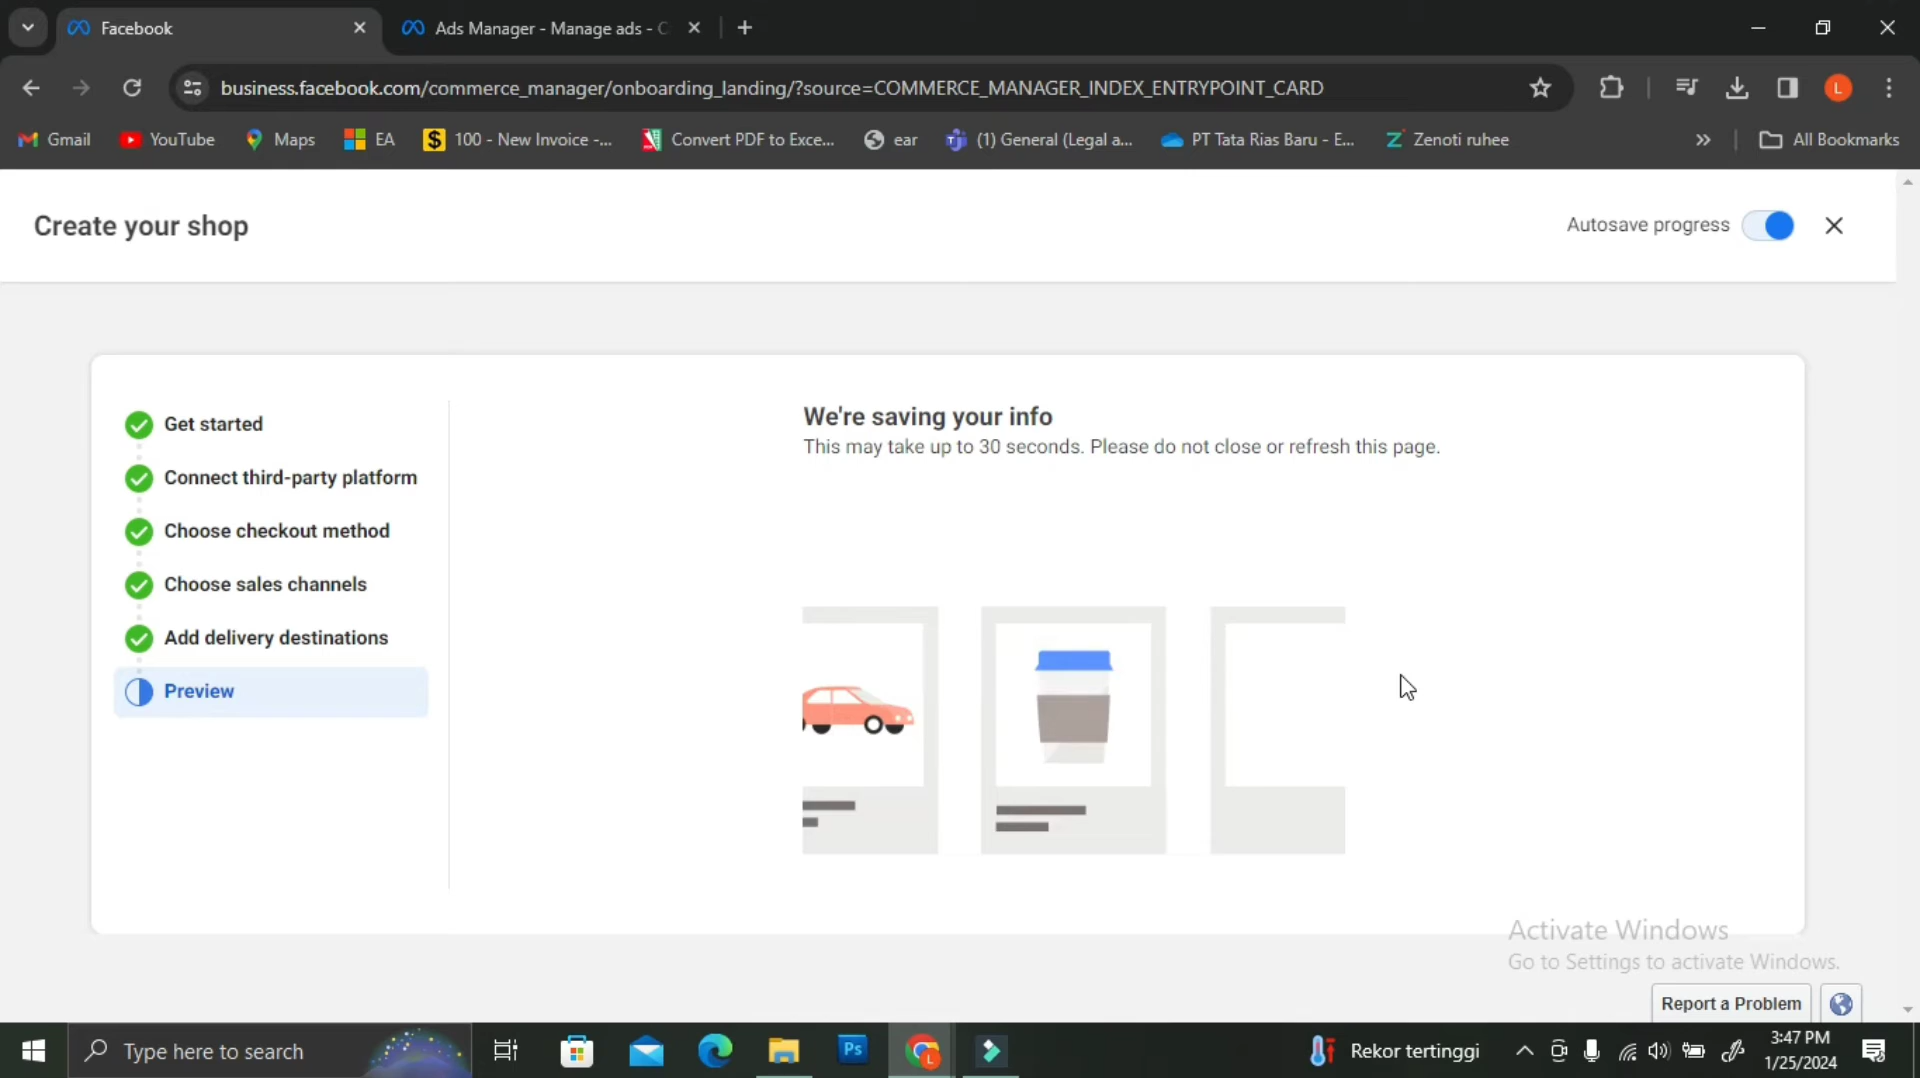 Facebook
Ads Manager - Manage ads - C
business.facebook.com/commerce_manager/onboarding_landing/?source=COMMERCE_MANAGER_INDEX_ENTRYPOINT_CARD
L
Gmail
YouTube
Maps
EA
100 - New Invoice -...
Convert PDF to Exce...
ear
(1) General (Legal a...
PT Tata Rias Baru - E...
Zenoti ruhee
»
All Bookmarks
Create your shop
Autosave progress
Get started
Connect third-party platform
Choose checkout method
Choose sales channels
Add delivery destinations
Preview
We're saving your info
This may take up to 30 seconds. Please do not close or refresh this page.
Activate Windows
Go to Settings to activate Windows.
Report a Problem
Type here to search
Ps
L
Rekor tertinggi
3:47 PM
1/25/2024